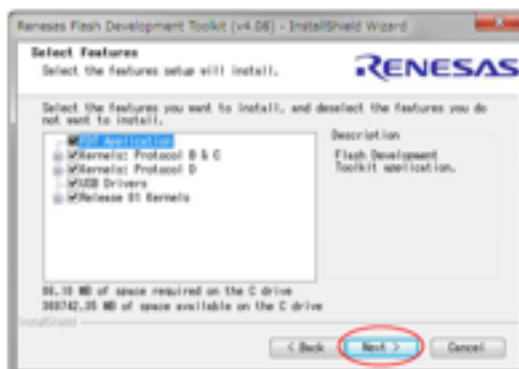 Renesas Flash Development Toolkit (v4.08) - InstallShield Wizard
Select Features
Select the features setup will install.
RENESAS
Select the features you want to install, and deselect the features you do
not want to install.
FDT Application
Kernels: Protocol B & C
Kernels: Protocol D
USB Drivers
Release 01 Kernels
Description
Flash Development
Toolkit application.
of space required on the C drive
of space available on the C drive
InstallShield
< Back
Next >
Cancel